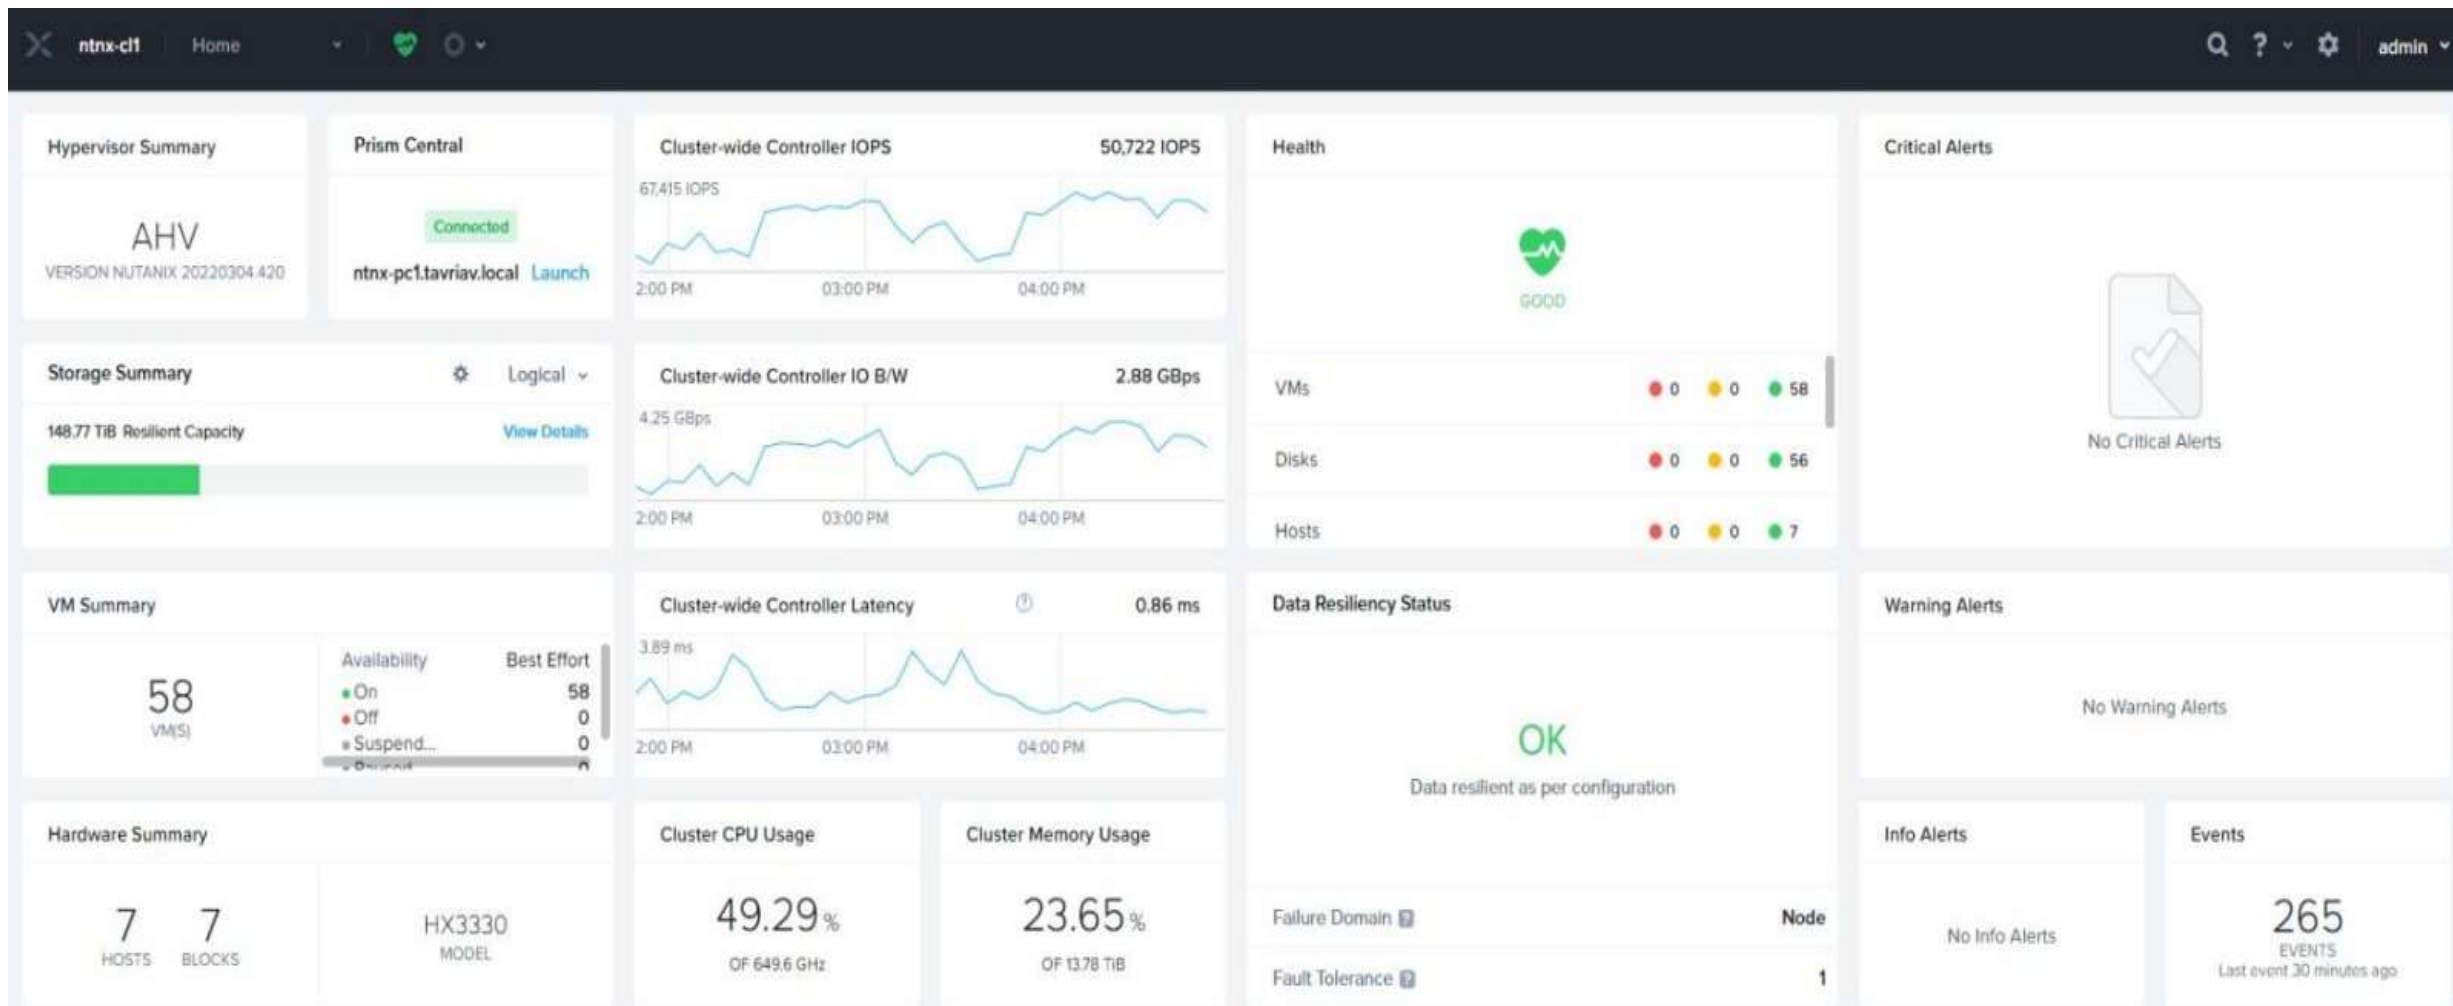 ntnx-cl1 Home ? admin
Hypervisor Summary
AHV
VERSION NUTANIX 20220304.420
Prism Central
Connected
ntnx-pc1.tavriav.local Launch
Storage Summary Logical
148.77 TiB Resilient Capacity View Details
VM Summary
58
VM(S)
Availability Best Effort
On 58
Off 0
Suspend... 0
Paused 0
Hardware Summary
7 7
HOSTS BLOCKS
HX3330
MODEL
Cluster-wide Controller IOPS 50,722 IOPS
67,415 IOPS
2:00 PM 03:00 PM 04:00 PM
Cluster-wide Controller IO B/W 2.88 GBps
4.25 GBps
2:00 PM 03:00 PM 04:00 PM
Cluster-wide Controller Latency ? 0.86 ms
3.89 ms
2:00 PM 03:00 PM 04:00 PM
Cluster CPU Usage
49.29 %
OF 649.6 GHz
Cluster Memory Usage
23.65 %
OF 13.78 TiB
Health
GOOD
VMs 0 0 58
Disks 0 0 56
Hosts 0 0 7
Data Resiliency Status
OK
Data resilient as per configuration
Failure Domain ? Node
Fault Tolerance ? 1
Critical Alerts
No Critical Alerts
Warning Alerts
No Warning Alerts
Info Alerts
No Info Alerts
Events
265
EVENTS
Last event 30 minutes ago